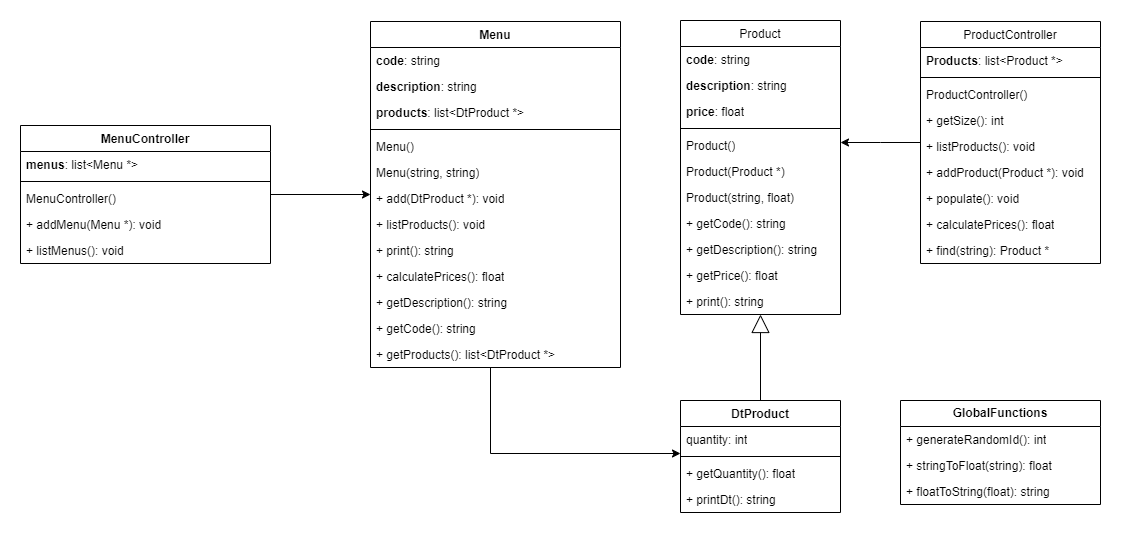 MenuController
menus: list<Menu *>
MenuController()
+ addMenu(Menu *): void
+ listMenus(): void
Menu
code: string
description: string
products: list<DtProduct *>
Menu()
Menu(string, string)
+ add(DtProduct *): void
+ listProducts(): void
+ print(): string
+ calculatePrices(): float
+ getDescription(): string
+ getCode(): string
+ getProducts(): list<DtProduct *>
Product
code: string
description: string
price: float
Product()
Product(Product *)
Product(string, float)
+ getCode(): string
+ getDescription(): string
+ getPrice(): float
+ print(): string
ProductController
Products: list<Product *>
ProductController()
+ getSize(): int
+ listProducts(): void
+ addProduct(Product *): void
+ populate(): void
+ calculatePrices(): float
+ find(string): Product *
DtProduct
quantity: int
+ getQuantity(): float
+ printDt(): string
GlobalFunctions
+ generateRandomId(): int
+ stringToFloat(string): float
+ floatToString(float): string